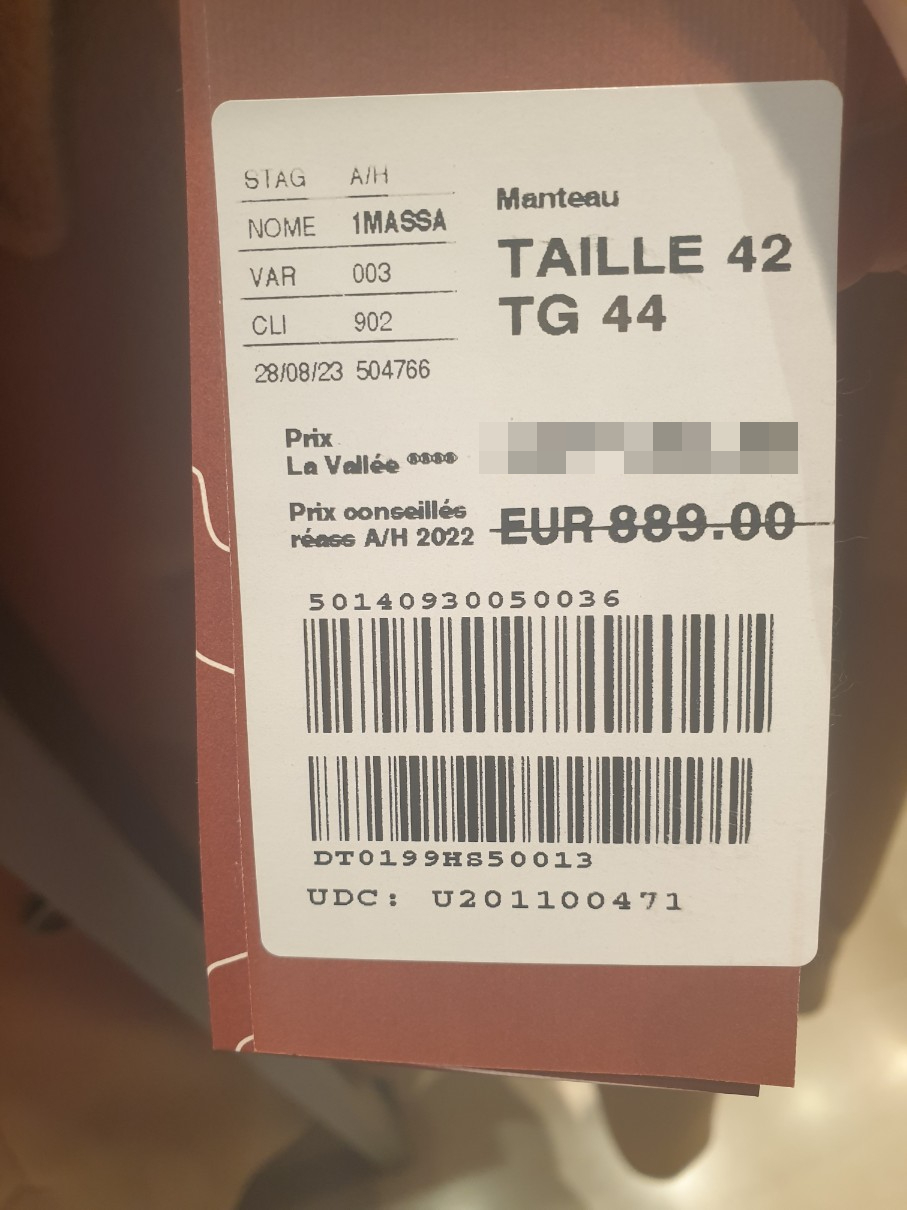 STAG A/H
NOME 1MASSA
VAR 003
CLI 902
28/08/23 504766
Manteau
TAILLE 42
TG 44
Prix
La Vallée
Prix conseillés
réass A/H 2022 EUR 889.00
50140930050036
DT0199HS50013
UDC: U201100471